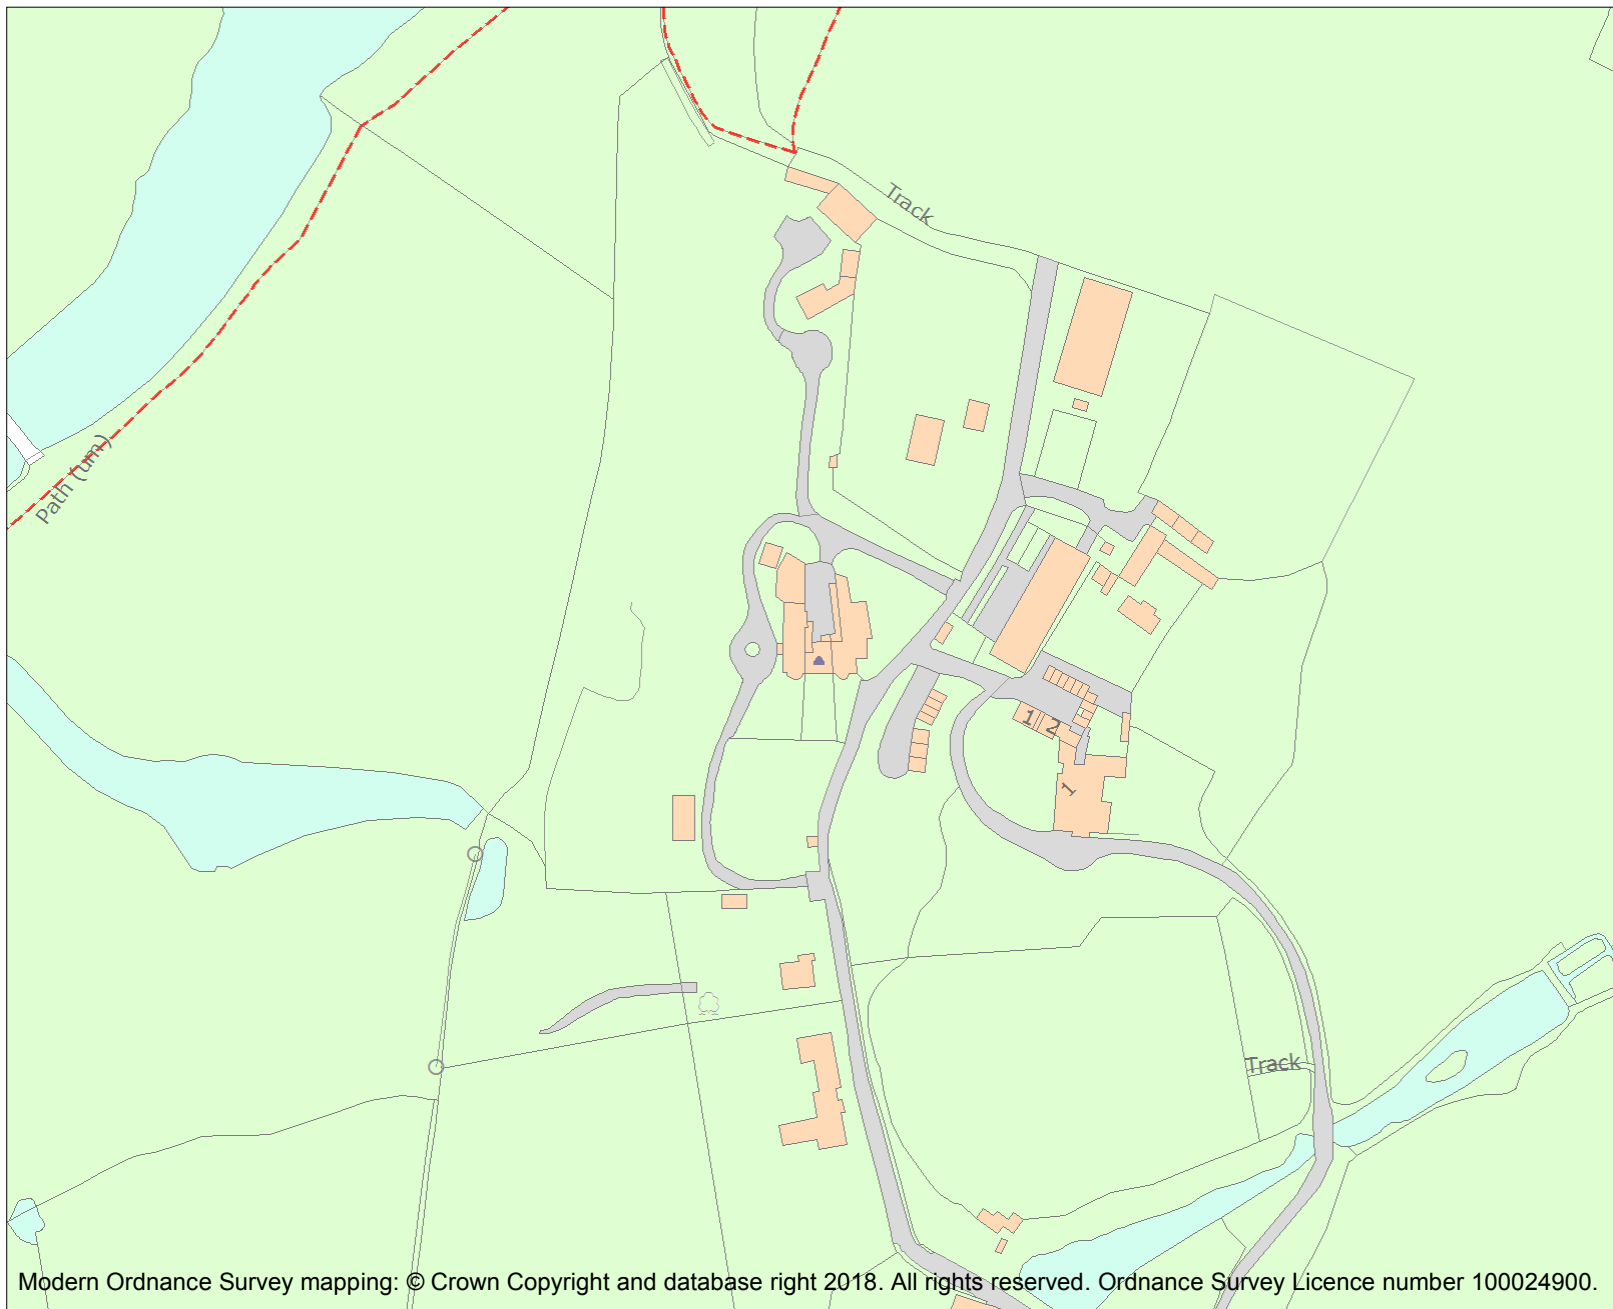 Track
Path (um)
1
2
1
Track
Modern Ordnance Survey mapping: © Crown Copyright and database right 2018. All rights reserved. Ordnance Survey Licence number 100024900.